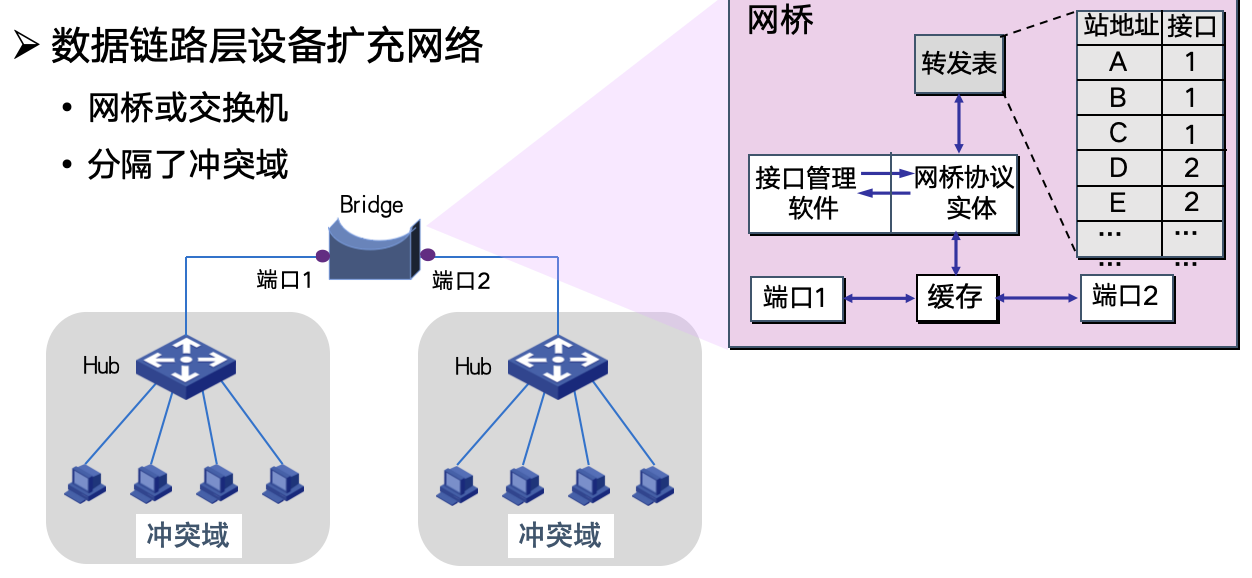 ➢ 数据链路层设备扩充网络
• 网桥或交换机
• 分隔了冲突域
Bridge
端口1
端口2
Hub
Hub
冲突域
冲突域
网桥
转发表
站地址 接口
A 1
B 1
C 1
D 2
E 2
... ...
... ...
接口管理
软件
网桥协议
实体
端口1
缓存
端口2